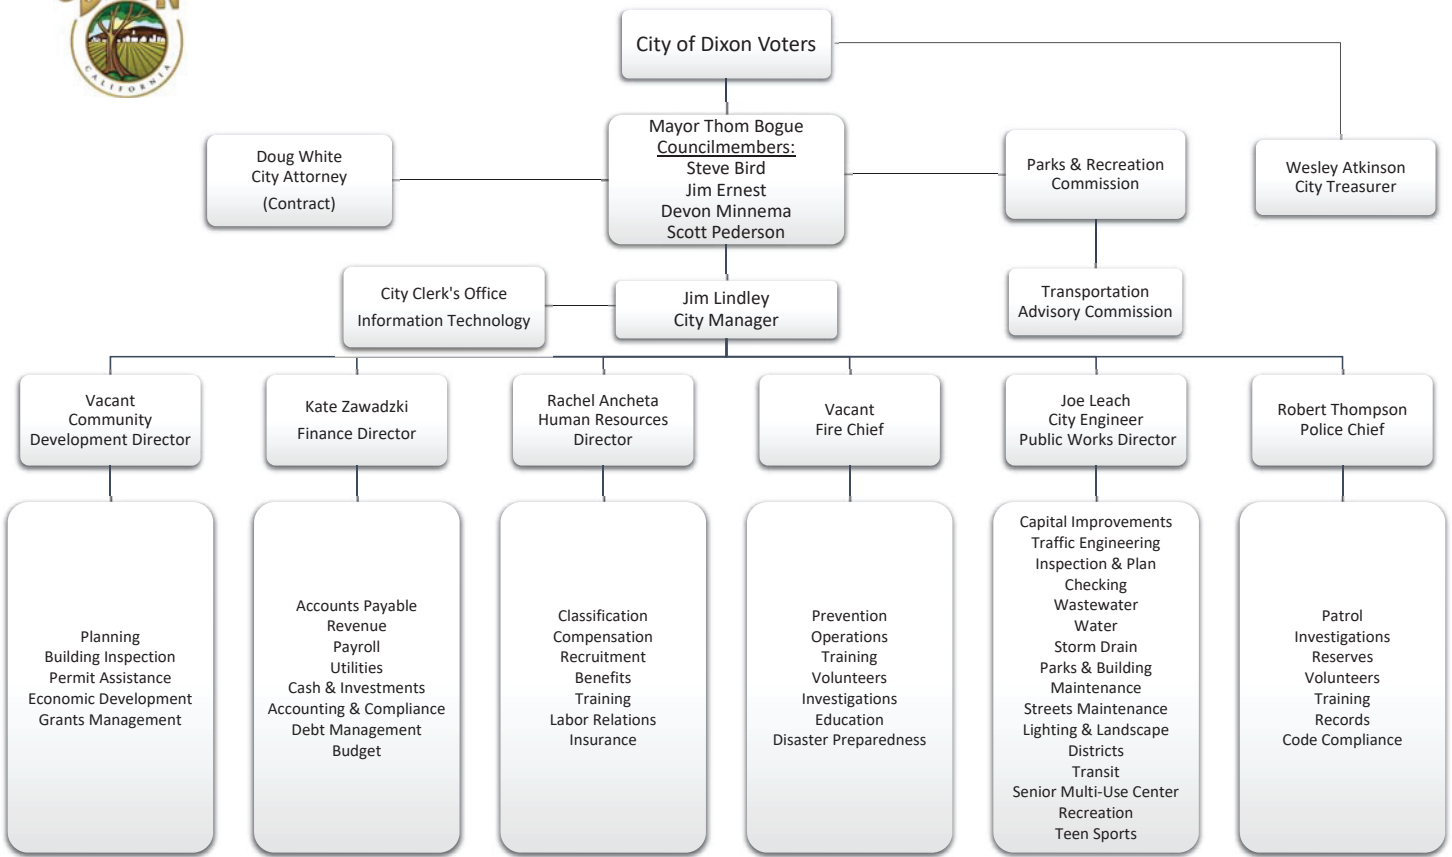 CALIFORNIA
City of Dixon Voters
Mayor Thom Bogue
Councilmembers:
Steve Bird
Jim Ernest
Devon Minnema
Scott Pederson
Doug White
City Attorney
(Contract)
Parks & Recreation
Commission
Wesley Atkinson
City Treasurer
City Clerk's Office
Information Technology
Jim Lindley
City Manager
Transportation
Advisory Commission
Vacant
Community
Development Director
Kate Zawadzki
Finance Director
Rachel Ancheta
Human Resources
Director
Vacant
Fire Chief
Joe Leach
City Engineer
Public Works Director
Robert Thompson
Police Chief
Planning
Building Inspection
Permit Assistance
Economic Development
Grants Management
Accounts Payable
Revenue
Payroll
Utilities
Cash & Investments
Accounting & Compliance
Debt Management
Budget
Classification
Compensation
Recruitment
Benefits
Training
Labor Relations
Insurance
Prevention
Operations
Training
Volunteers
Investigations
Education
Disaster Preparedness
Capital Improvements
Traffic Engineering
Inspection & Plan
Checking
Wastewater
Water
Storm Drain
Parks & Building
Maintenance
Streets Maintenance
Lighting & Landscape
Districts
Transit
Senior Multi-Use Center
Recreation
Teen Sports
Patrol
Investigations
Reserves
Volunteers
Training
Records
Code Compliance